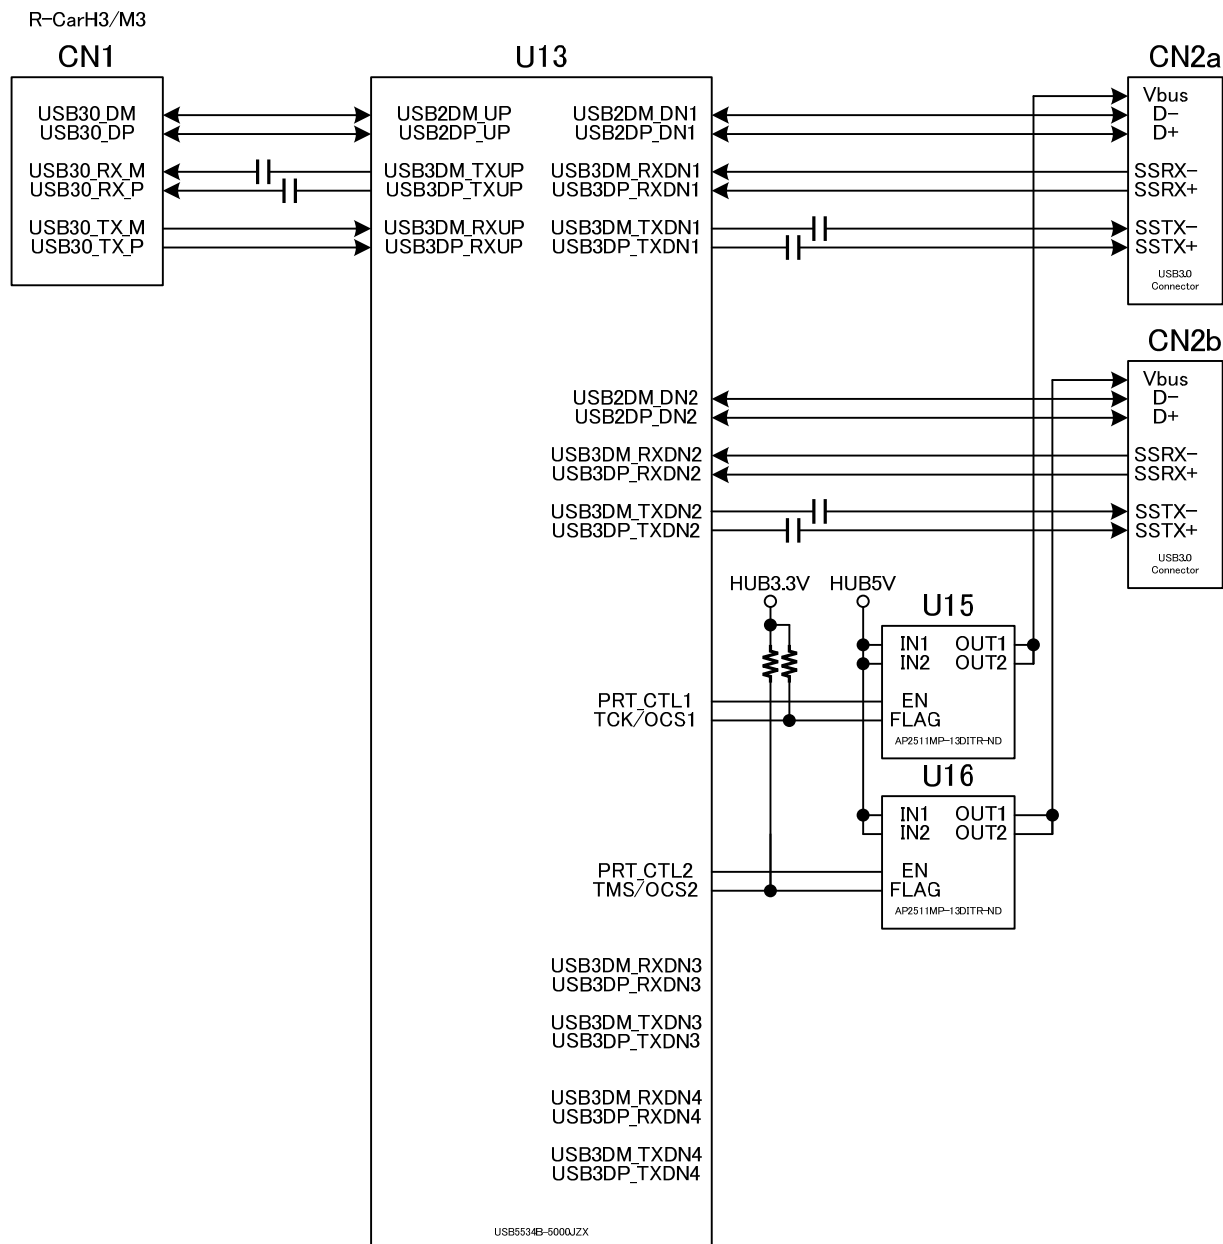 R-CarH3/M3
CN1
USB30_DM
USB30_DP
USB30_RX_M
USB30_RX_P
USB30_TX_M
USB30_TX_P
U13
USB2DM_UP
USB2DP_UP
USB3DM_TXUP
USB3DP_TXUP
USB3DM_RXUP
USB3DP_RXUP
USB2DM_DN1
USB2DP_DN1
USB3DM_RXDN1
USB3DP_RXDN1
USB3DM_TXDN1
USB3DP_TXDN1
USB2DM_DN2
USB2DP_DN2
USB3DM_RXDN2
USB3DP_RXDN2
USB3DM_TXDN2
USB3DP_TXDN2
PRT_CTL1
TCK/OCS1
PRT_CTL2
TMS/OCS2
USB3DM_RXDN3
USB3DP_RXDN3
USB3DM_TXDN3
USB3DP_TXDN3
USB3DM_RXDN4
USB3DP_RXDN4
USB3DM_TXDN4
USB3DP_TXDN4
USB5534B-5000JZX
CN2a
Vbus
D-
D+
SSRX-
SSRX+
SSTX-
SSTX+
USB3.0
Connector
CN2b
Vbus
D-
D+
SSRX-
SSRX+
SSTX-
SSTX+
USB3.0
Connector
HUB3.3V
HUB5V
U15
IN1 OUT1
IN2 OUT2
EN
FLAG
AP2511MP-13DITR-ND
U16
IN1 OUT1
IN2 OUT2
EN
FLAG
AP2511MP-13DITR-ND